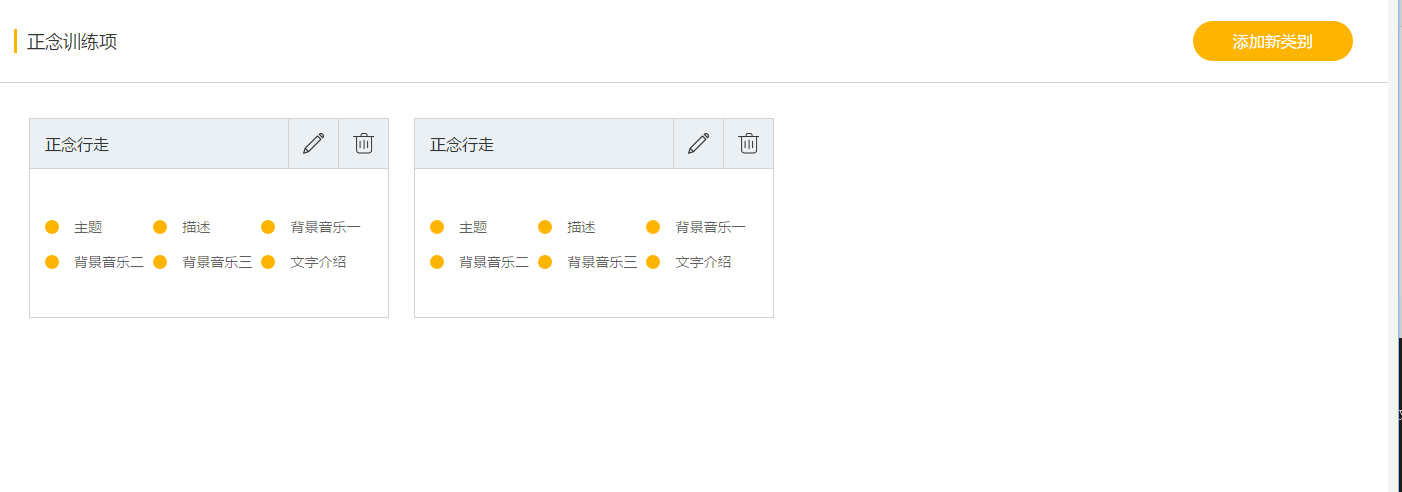 正念训练项 添加新类别
正念行走 正念行走
主题 描述 背景音乐一 主题 描述 背景音乐一
背景音乐二 背景音乐三 文字介绍 背景音乐二 背景音乐三 文字介绍